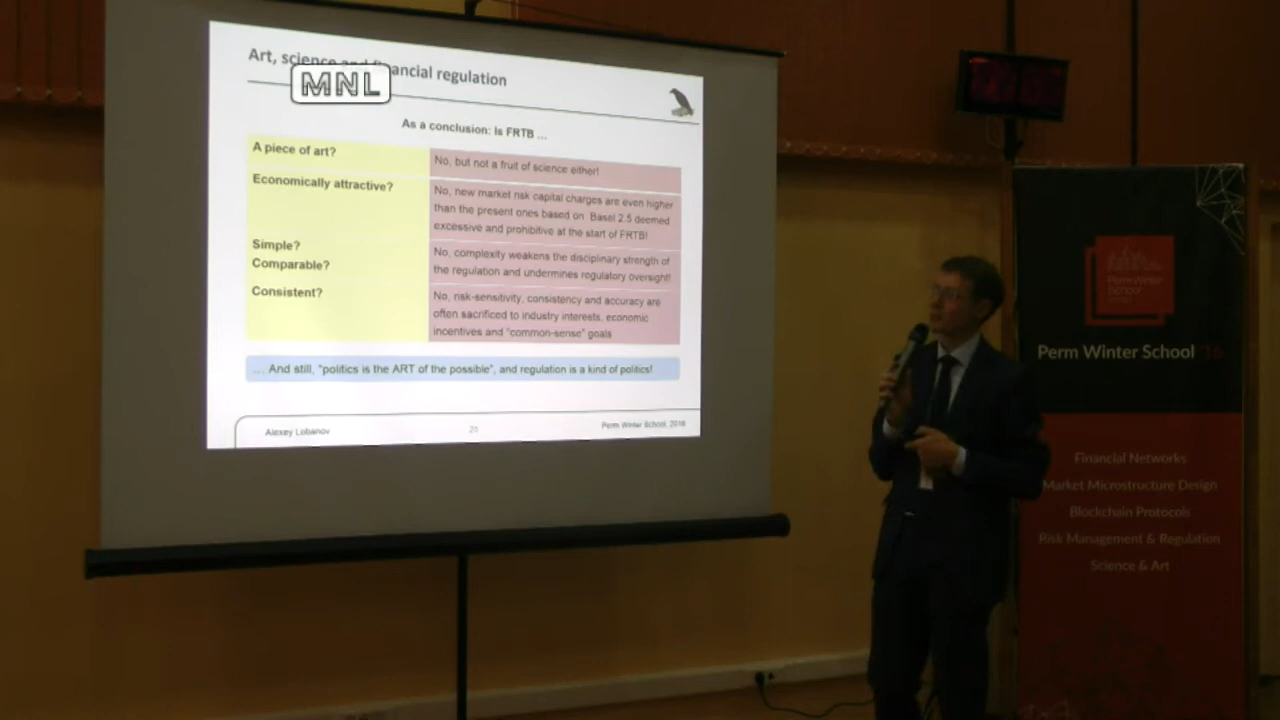 Art, science and financial regulation
MNL
As a conclusion: Is FRTB ...
A piece of art?
No, but not a fruit of science either!
Economically attractive?
No, new market risk capital charges are even higher
than the present ones based on Basel 2.5 deemed
excessive and prohibitive at the start of FRTB!
Simple?
Comparable?
No, complexity weakens the disciplinary strength of
the regulation and undermines regulatory oversight!
Consistent?
No, risk-sensitivity, consistency and accuracy are
often sacrificed to industry interests, economic
incentives and "common-sense" goals
... And still, "politics is the ART of the possible", and regulation is a kind of politics!
Alexey Lobanov
Perm Winter School, 2016
Perm Winter
School
Perm Winter School '16
Financial Networks
Market Microstructure Design
Blockchain Protocols
Risk Management & Regulation
Science & Art